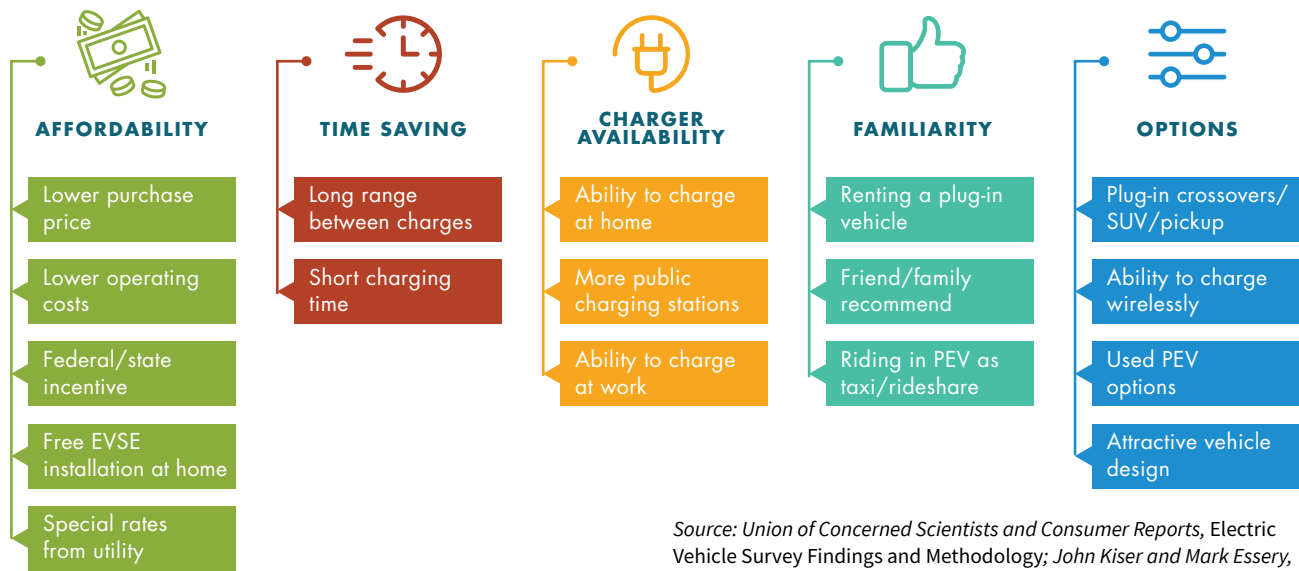 AFFORDABILITY
Lower purchase
price
Lower operating
costs
Federal/state
incentive
Free EVSE
installation at home
Special rates
from utility
TIME SAVING
Long range
between charges
Short charging
time
CHARGER
AVAILABILITY
Ability to charge
at home
More public
charging stations
Ability to charge
at work
FAMILIARITY
Renting a plug-in
vehicle
Friend/family
recommend
Riding in PEV as
taxi/rideshare
OPTIONS
Plug-in crossovers/
SUV/pickup
Ability to charge
wirelessly
Used PEV
options
Attractive vehicle
design
Source: Union of Concerned Scientists and Consumer Reports, Electric
Vehicle Survey Findings and Methodology; John Kiser and Mark Essery,